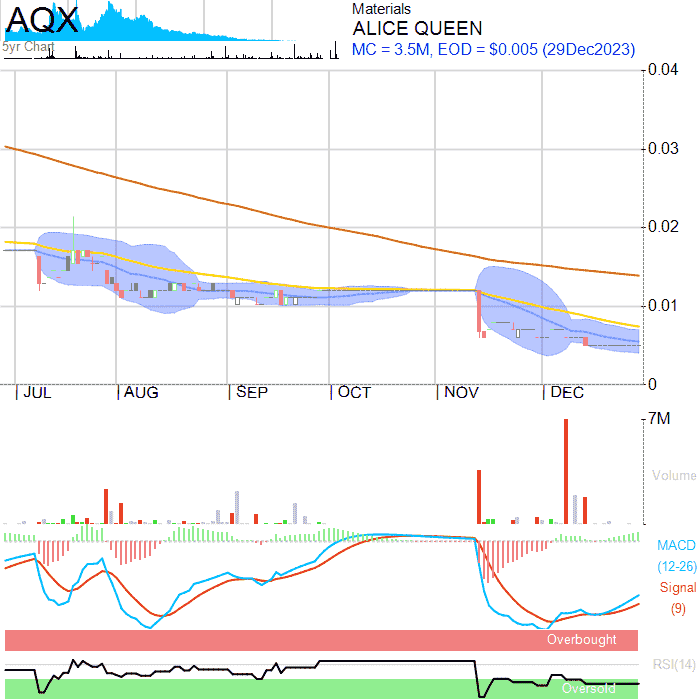 AQX
5yr Chart
Materials
ALICE QUEEN
MC = 3.5M, EOD = $0.005 (29Dec2023)
0.04
0.03
0.02
0.01
0
JUL AUG SEP OCT NOV DEC
7M
Volume
MACD
(12-26)
Signal
(9)
Overbought
RSI(14)
Oversold